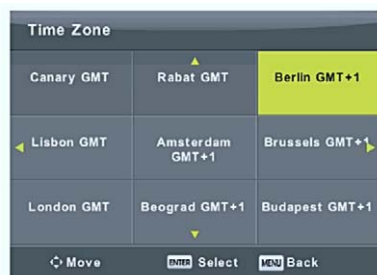 Time Zone
Canary GMT
Rabat GMT
Berlin GMT+1
Lisbon GMT
Amsterdam
GMT+1
Brussels GMT+1
London GMT
Beograd GMT+1
Budapest GMT+1
Move
ENTER Select
MENU Back